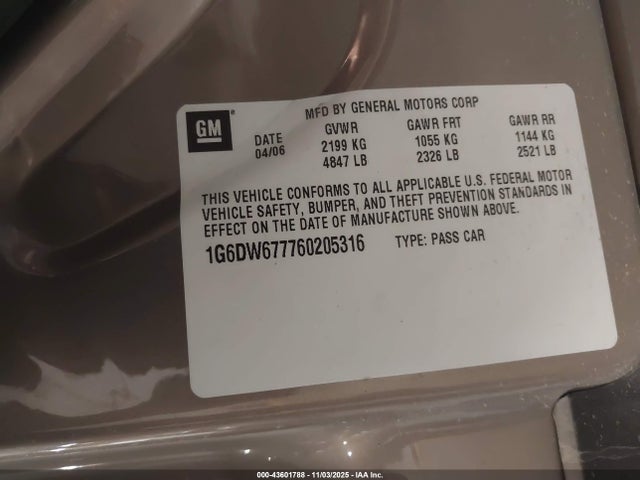 MFD BY GENERAL MOTORS CORP
GM
DATE GVWR GAWR FRT GAWR RR
04/06 2199 KG 1055 KG 1144 KG
4847 LB 2326 LB 2521 LB
THIS VEHICLE CONFORMS TO ALL APPLICABLE U.S. FEDERAL MOTOR
VEHICLE SAFETY, BUMPER, AND THEFT PREVENTION STANDARDS IN
EFFECT ON THE DATE OF MANUFACTURE SHOWN ABOVE.
1G6DW677760205316 TYPE: PASS CAR
000-43601788 - 11/03/2025 - IAA Inc.